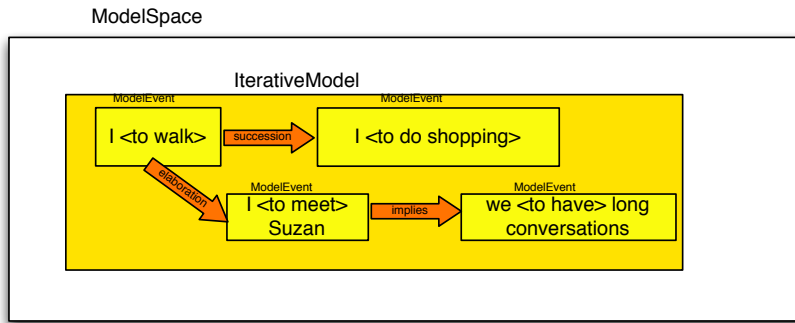 ModelSpace
IterativeModel
ModelEvent
I <to walk>
succession
ModelEvent
I <to do shopping>
elaboration
ModelEvent
I <to meet>
Suzan
implies
ModelEvent
we <to have> long
conversations